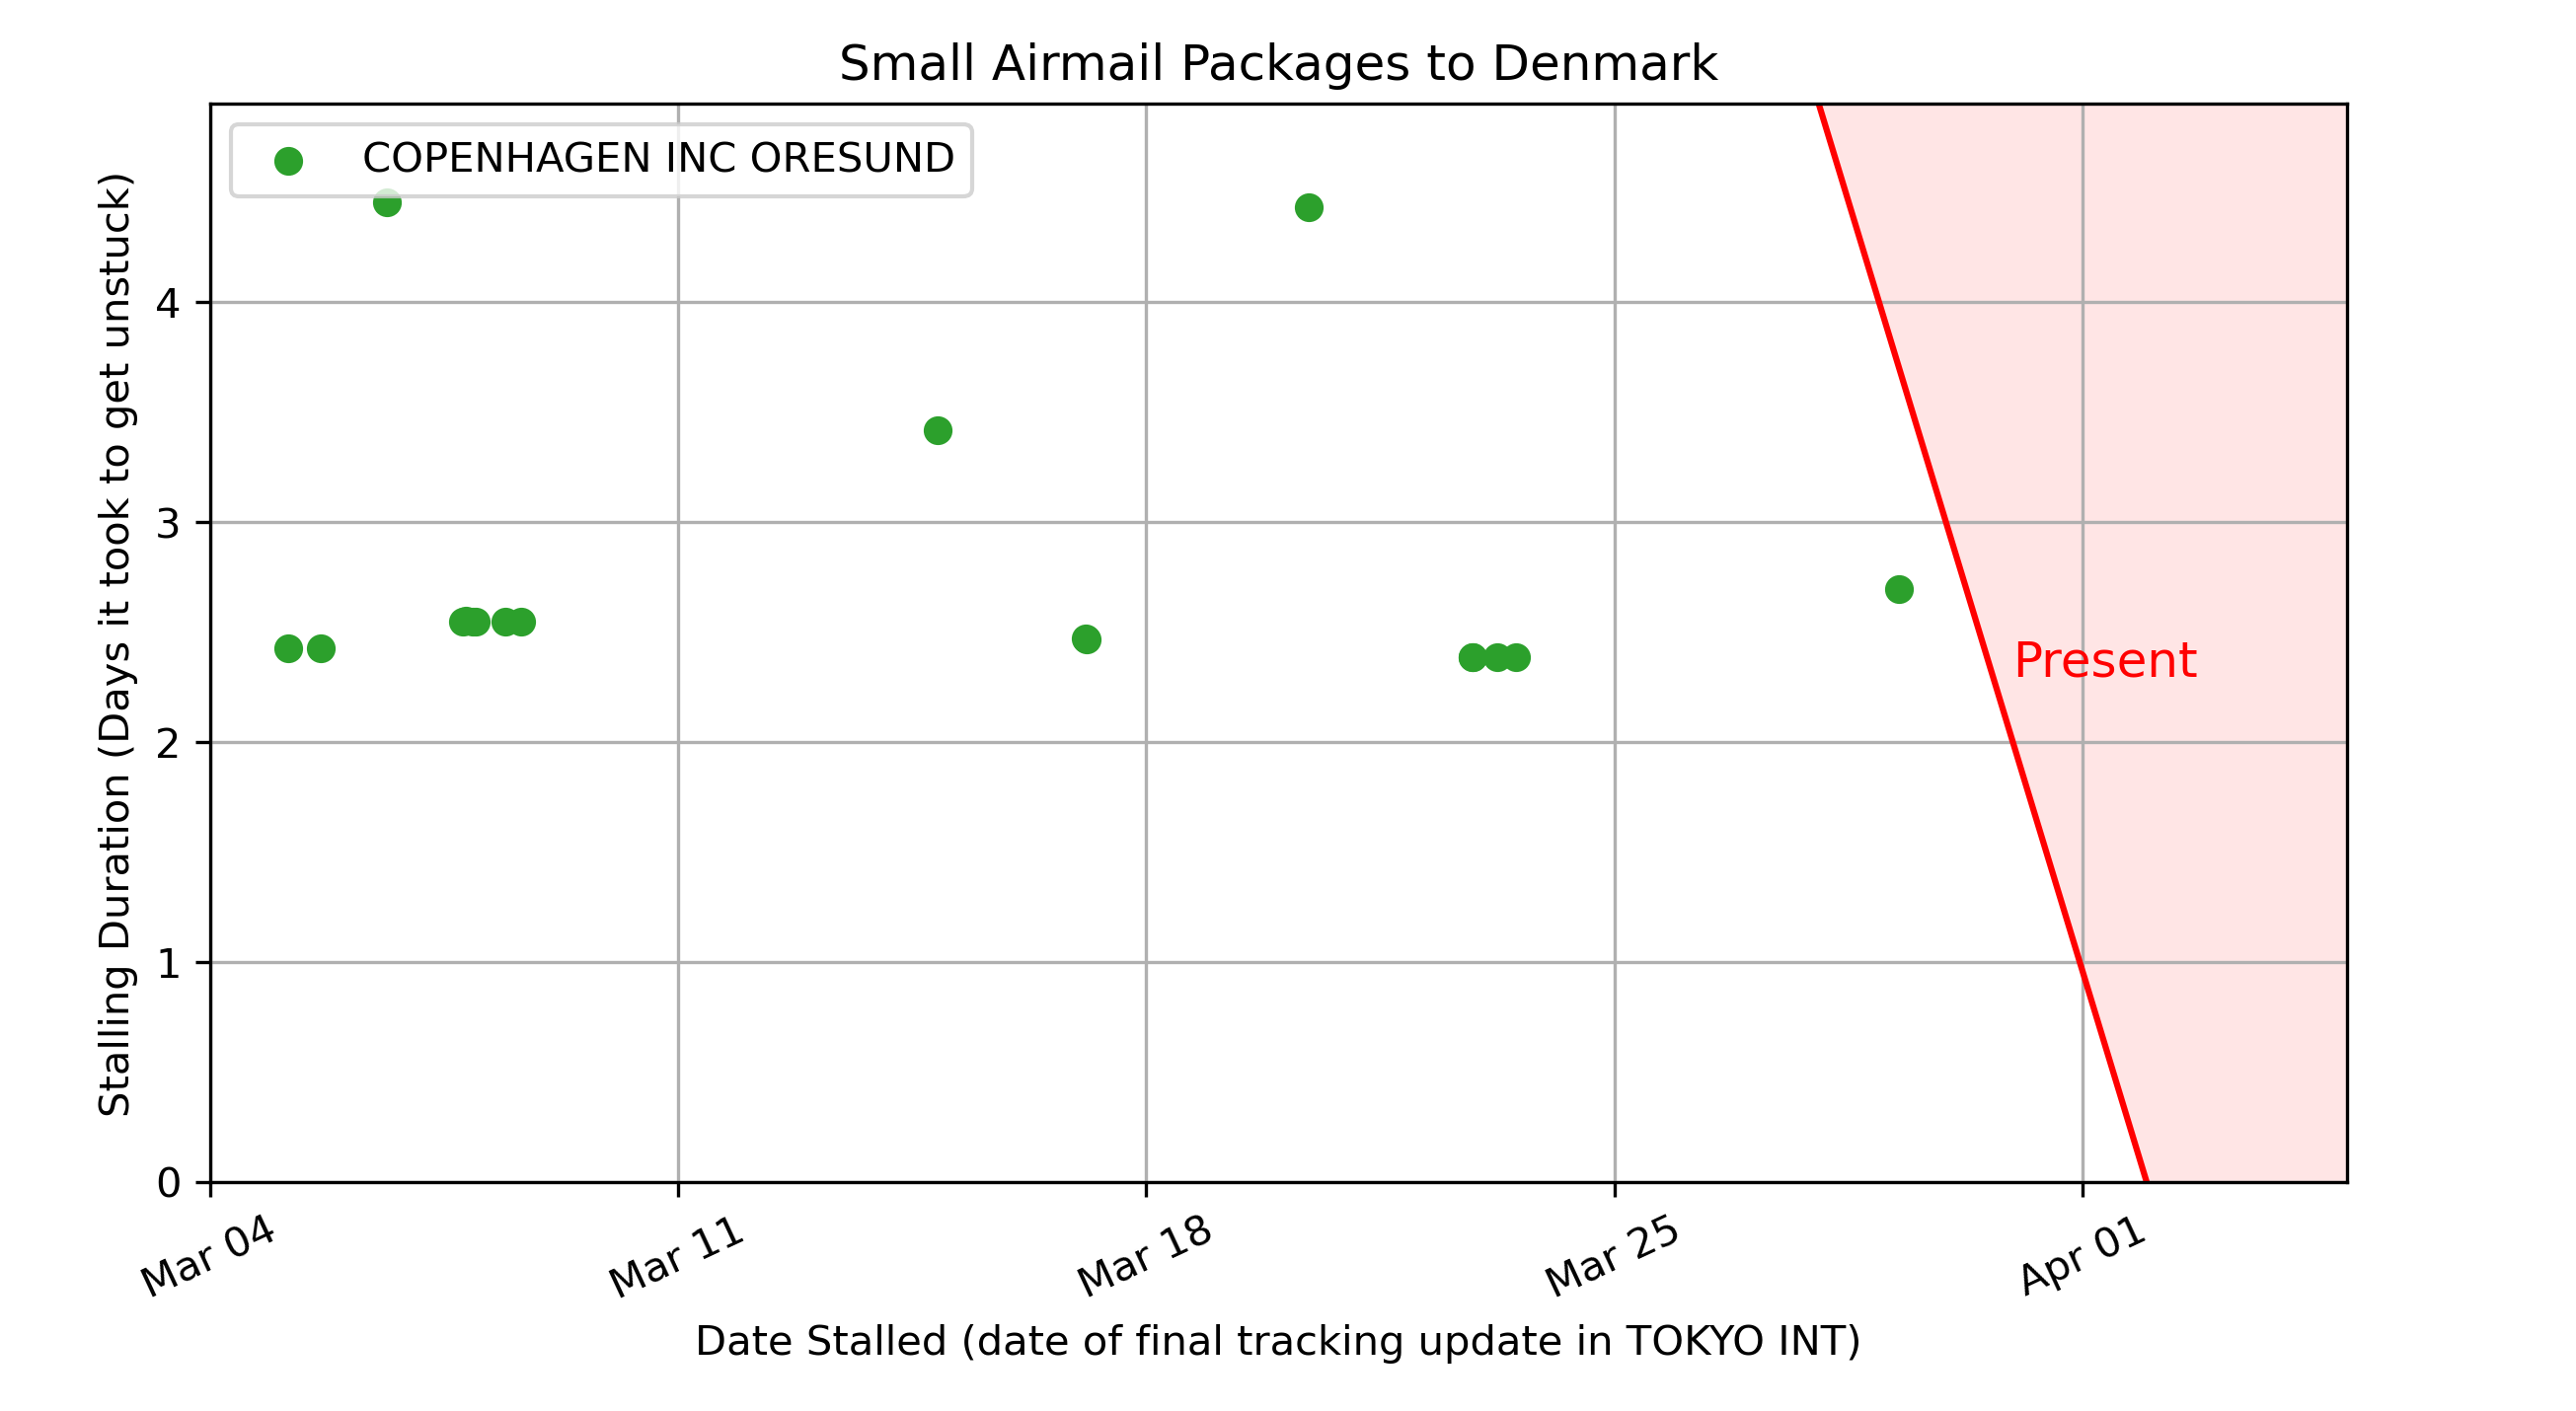 Small Airmail Packages to Denmark
COPENHAGEN INC ORESUND
Stalling Duration (Days it took to get unstuck)
4
3
2
1
0
Present
Mar 04
Mar 11
Mar 18
Mar 25
Apr 01
Date Stalled (date of final tracking update in TOKYO INT)